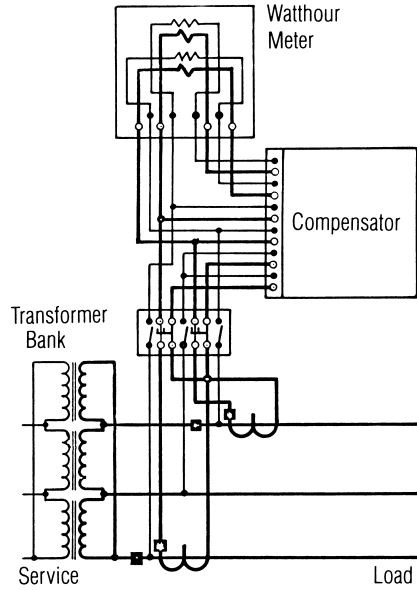 Watthour
Meter
Compensator
Transformer
Bank
Service
Load